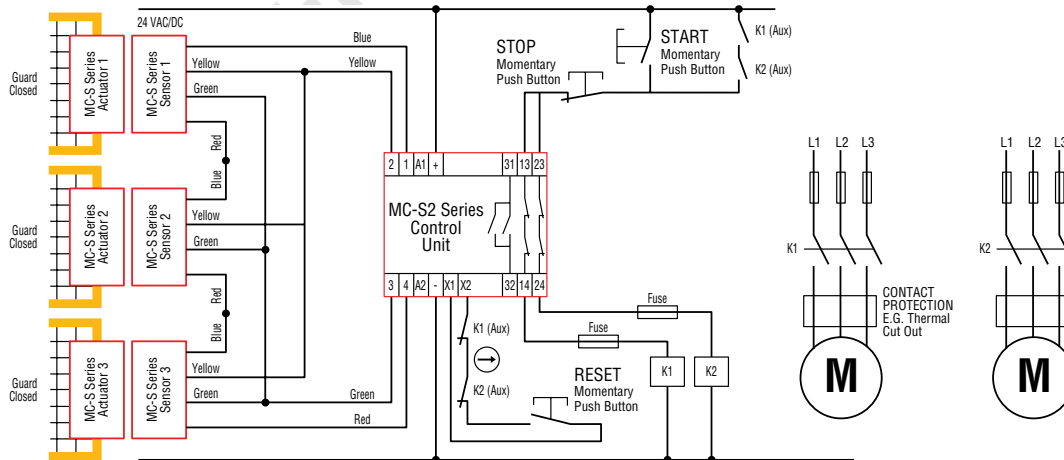 24 VAC/DC
Guard
Closed
MC-S Series
Actuator 1
MC-S Series
Sensor 1
Blue
Yellow
Yellow
Green
Red
Blue
Guard
Closed
MC-S Series
Actuator 2
MC-S Series
Sensor 2
Yellow
Green
Red
Blue
Guard
Closed
MC-S Series
Actuator 3
MC-S Series
Sensor 3
Yellow
Green
Green
Red
STOP
Momentary
Push Button
START
Momentary
Push Button
K1 (Aux)
K2 (Aux)
2 1 A1 + 31 13 23
MC-S2 Series
Control
Unit
3 4 A2 - X1 X2 32 14 24
K1 (Aux)
K2 (Aux)
RESET
Momentary
Push Button
Fuse
Fuse
K1
K2
L1 L2 L3
K1
CONTACT
PROTECTION
E.G. Thermal
Cut Out
M
L1 L2 L3
K2
M